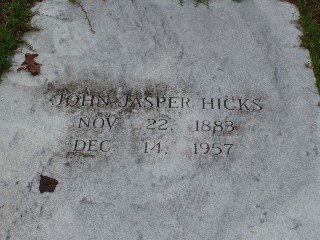 JOHN JASPER HICKS
NOV 22, 1883
DEC 14, 1957